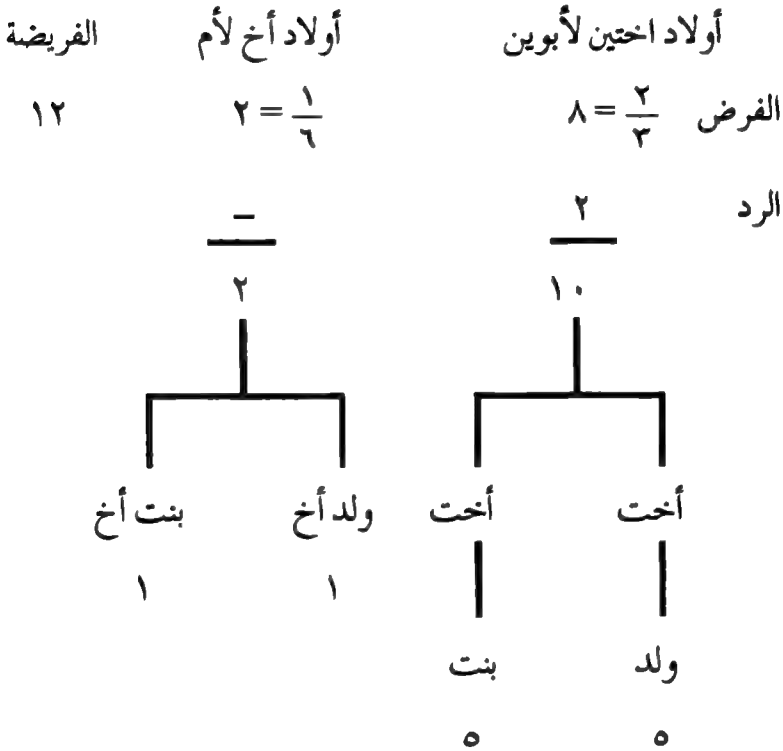 أولاد اختين لأبوين أولاد أخ لأم الفريضة
الفرض ٢/٣ = ٨ ١/٦ = ٢ ١٢
الرد ٢ –
١٠ ٢
أخت أخت ولد أخ بنت أخ
١ ١
ولد بنت
٥ ٥